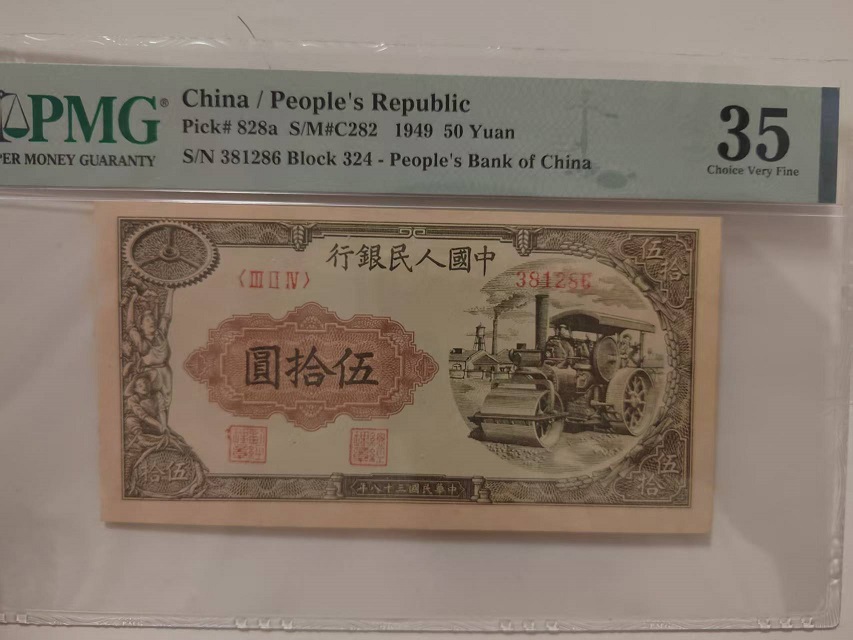 PMG®
ER MONEY GUARANTY
China / People's Republic
Pick# 828a S/M#C282 1949 50 Yuan
S/N 381286 Block 324 - People's Bank of China
35
Choice Very Fine
行銀民人國中
〈III II IV〉
381286
伍拾
圓拾伍
拾伍
伍拾
年八十三國民華中